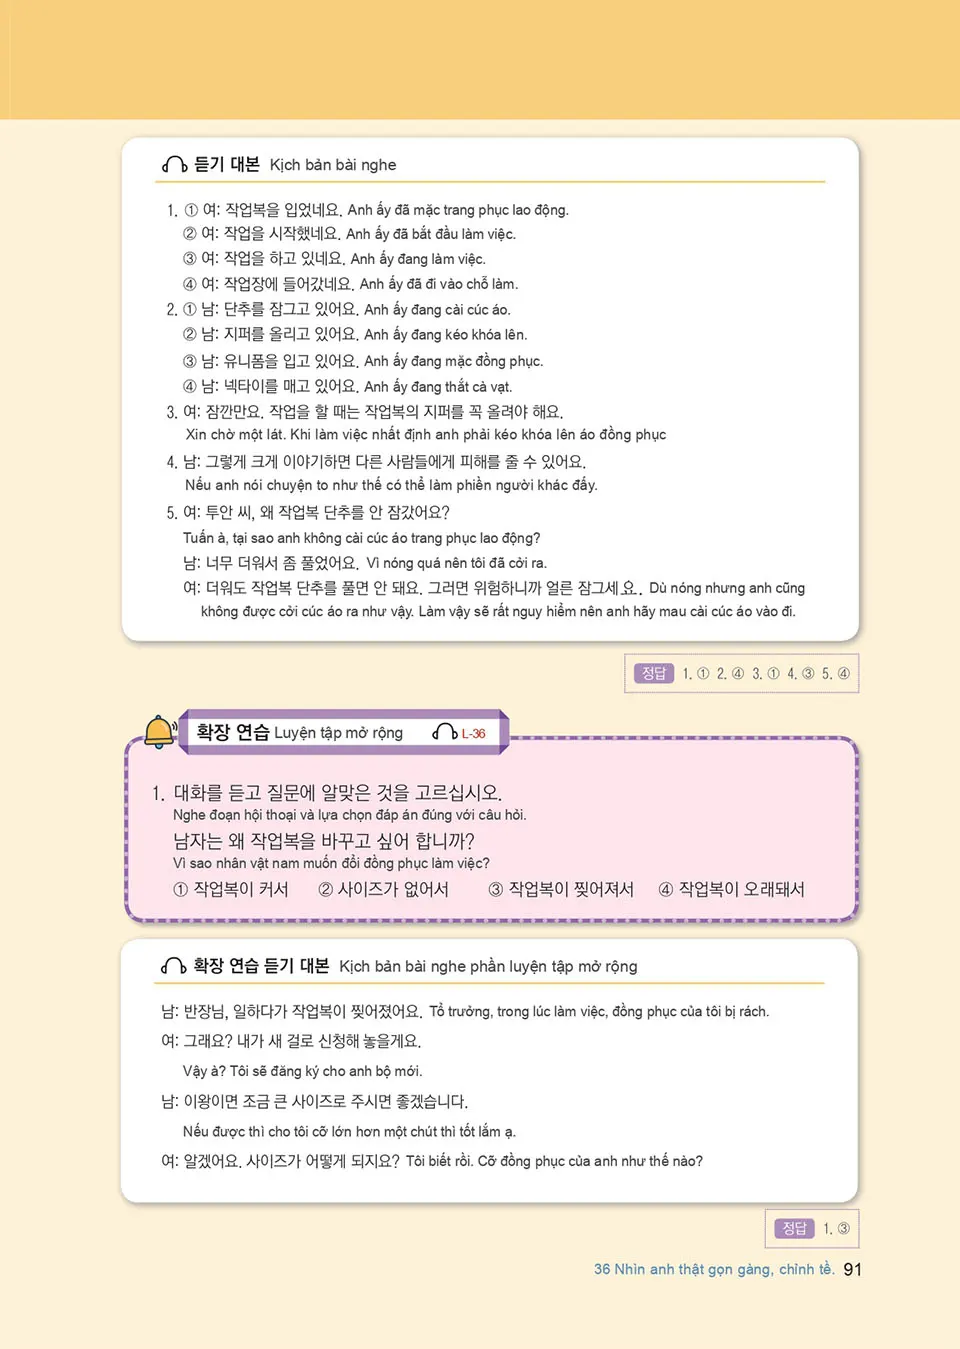 듣기 대본 Kịch bản bài nghe
1. ① 여: 작업복을 입었네요. Anh ấy đã mặc trang phục lao động.
② 여: 작업을 시작했네요. Anh ấy đã bắt đầu làm việc.
③ 여: 작업을 하고 있네요. Anh ấy đang làm việc.
④ 여: 작업장에 들어갔네요. Anh ấy đã đi vào chỗ làm.
2. ① 남: 단추를 잠그고 있어요. Anh ấy đang cài cúc áo.
② 남: 지퍼를 올리고 있어요. Anh ấy đang kéo khóa lên.
③ 남: 유니폼을 입고 있어요. Anh ấy đang mặc đồng phục.
④ 남: 넥타이를 매고 있어요. Anh ấy đang thắt cà vạt.
3. 여: 잠깐만요. 작업을 할 때는 작업복의 지퍼를 꼭 올려야 해요.
Xin chờ một lát. Khi làm việc nhất định anh phải kéo khóa lên áo đồng phục
4. 남: 그렇게 크게 이야기하면 다른 사람들에게 피해를 줄 수 있어요.
Nếu anh nói chuyện to như thế có thể làm phiền người khác đấy.
5. 여: 투안 씨, 왜 작업복 단추를 안 잠갔어요?
Tuấn à, tại sao anh không cài cúc áo trang phục lao động?
남: 너무 더워서 좀 풀었어요. Vì nóng quá nên tôi đã cởi ra.
여: 더워도 작업복 단추를 풀면 안 돼요. 그러면 위험하니까 얼른 잠그세요. Dù nóng nhưng anh cũng
không được cởi cúc áo ra như vậy. Làm vậy sẽ rất nguy hiểm nên anh hãy mau cài cúc áo vào đi.
정답 1. ① 2. ④ 3. ① 4. ③ 5. ④
확장 연습 Luyện tập mở rộng L-36
1. 대화를 듣고 질문에 알맞은 것을 고르십시오.
Nghe đoạn hội thoại và lựa chọn đáp án đúng với câu hỏi.
남자는 왜 작업복을 바꾸고 싶어 합니까?
Vì sao nhân vật nam muốn đổi đồng phục làm việc?
① 작업복이 커서 ② 사이즈가 없어서 ③ 작업복이 찢어져서 ④ 작업복이 오래돼서
확장 연습 듣기 대본 Kịch bản bài nghe phần luyện tập mở rộng
남: 반장님, 일하다가 작업복이 찢어졌어요. Tổ trưởng, trong lúc làm việc, đồng phục của tôi bị rách.
여: 그래요? 내가 새 걸로 신청해 놓을게요.
Vậy à? Tôi sẽ đăng ký cho anh bộ mới.
남: 이왕이면 조금 큰 사이즈로 주시면 좋겠습니다.
Nếu được thì cho tôi cỡ lớn hơn một chút thì tốt lắm ạ.
여: 알겠어요. 사이즈가 어떻게 되지요? Tôi biết rồi. Cỡ đồng phục của anh như thế nào?
정답 1. ③
36 Nhìn anh thật gọn gàng, chỉnh tề. 91